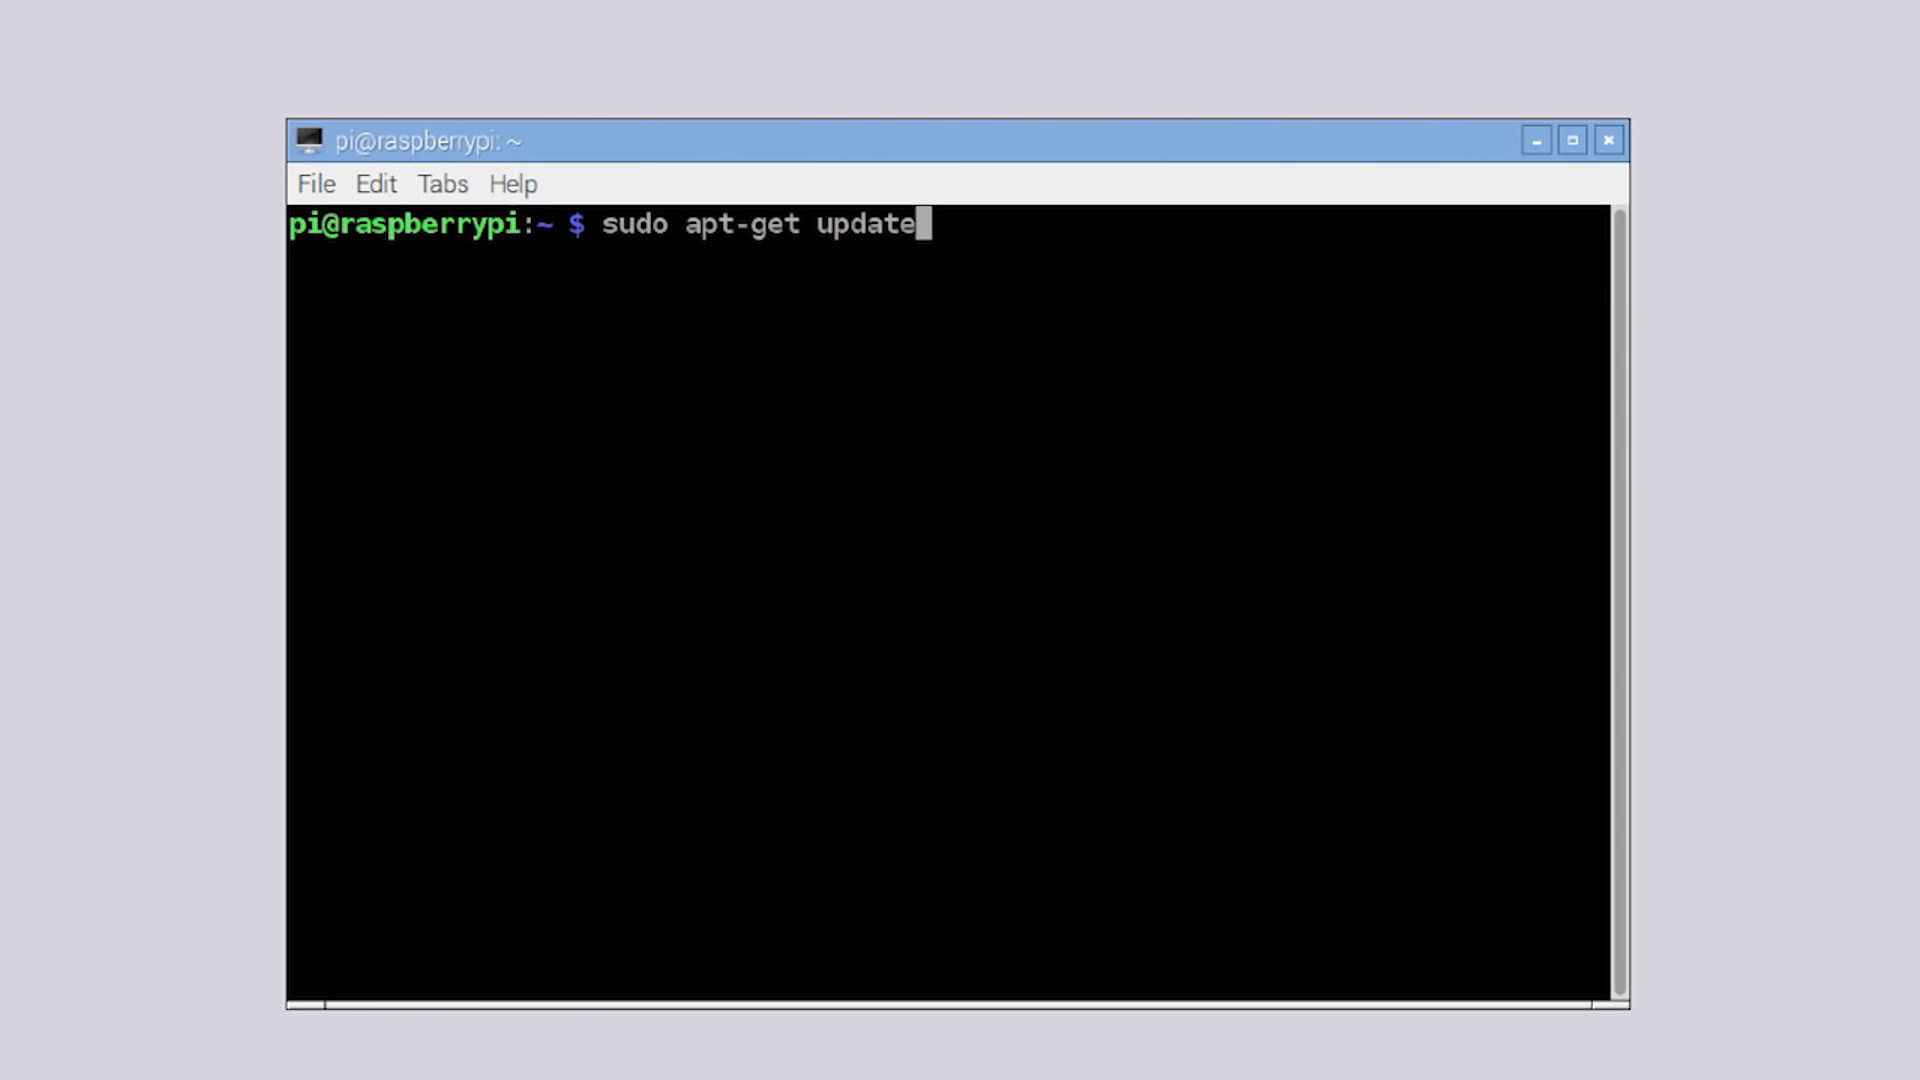 pi@raspberrypi: ~
File Edit Tabs Help
pi@raspberrypi:~ $ sudo apt-get update